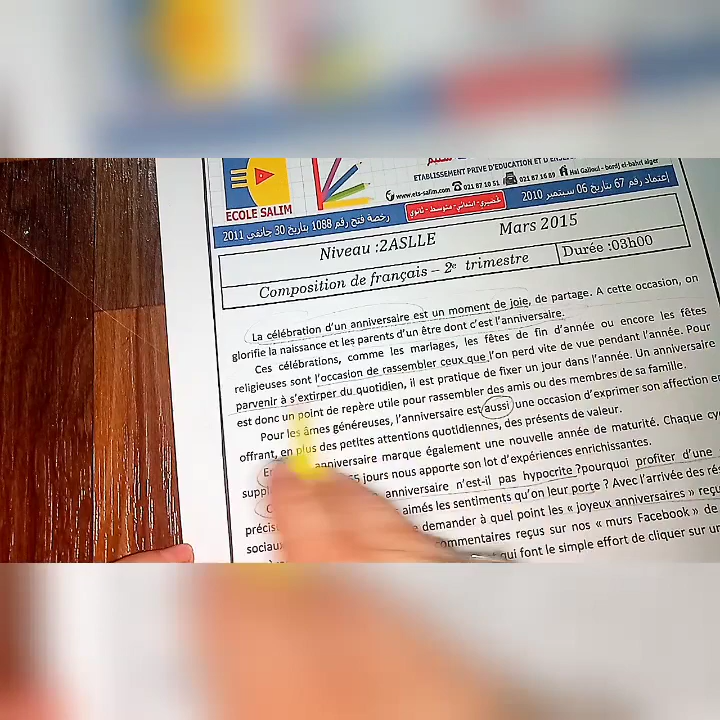 ETABLISSEMENT PRIVE D'EDUCATION ET D'
www.ets-salim.com 021 87 10 51 021 87 16 89 Hai Galloul - bordj el-bahri alger
ECOLE SALIM
رخصة فتح رقم 1088 بتاريخ 30 جانفي 2011
تحضيري - ابتدائي - متوسط - ثانوي
إعتماد رقم 67 بتاريخ 06 سبتمبر 2010
Niveau :2ASLLE Mars 2015
Composition de français – 2e trimestre Durée :03h00
La célébration d'un anniversaire est un moment de joie, de partage. A cette occasion, on
glorifie la naissance et les parents d'un être dont c'est l'anniversaire.
Ces célébrations, comme les mariages, les fêtes de fin d'année ou encore les fêtes
religieuses sont l'occasion de rassembler ceux que l'on perd vite de vue pendant l'année. Pour
parvenir à s'extirper du quotidien, il est pratique de fixer un jour dans l'année. Un anniversaire
est donc un point de repère utile pour rassembler des amis ou des membres de sa famille.
Pour les âmes généreuses, l'anniversaire est aussi une occasion d'exprimer son affection en
offrant, en plus des petites attentions quotidiennes, des présents de valeur.
anniversaire marque également une nouvelle année de maturité. Chaque
jours nous apporte son lot d'expériences enrichissantes.
anniversaire n'est-il pas hypocrite ?pourquoi profiter d'une
aimés les sentiments qu'on leur porte ? Avec l'arrivée des
demander à quel point les « joyeux anniversaires »
sociaux commentaires reçus sur nos « murs Facebook » de
qui font le simple effort de cliquer sur un